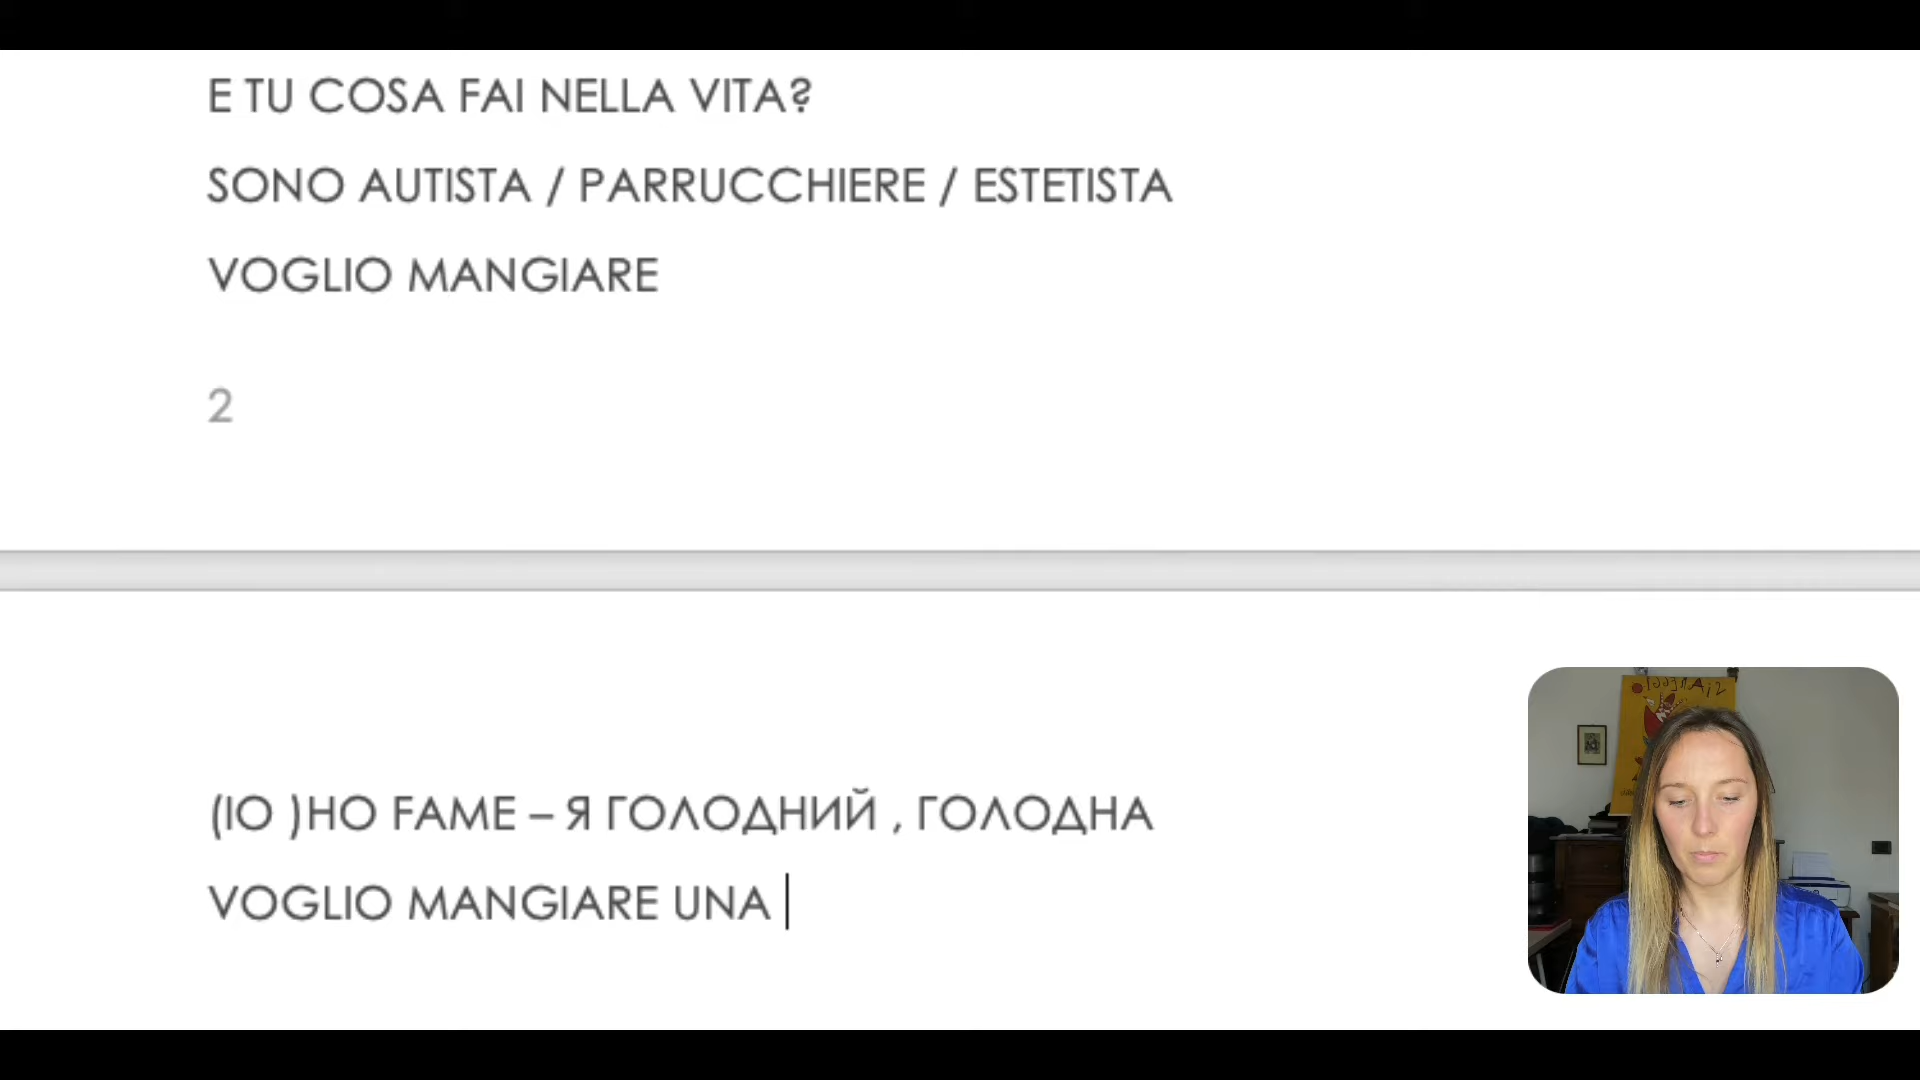 E TU COSA FAI NELLA VITA?
SONO AUTISTA / PARRUCCHIERE / ESTETISTA
VOGLIO MANGIARE
2
(IO )HO FAME – Я ГОЛОДНИЙ , ГОЛОДНА
VOGLIO MANGIARE UNA